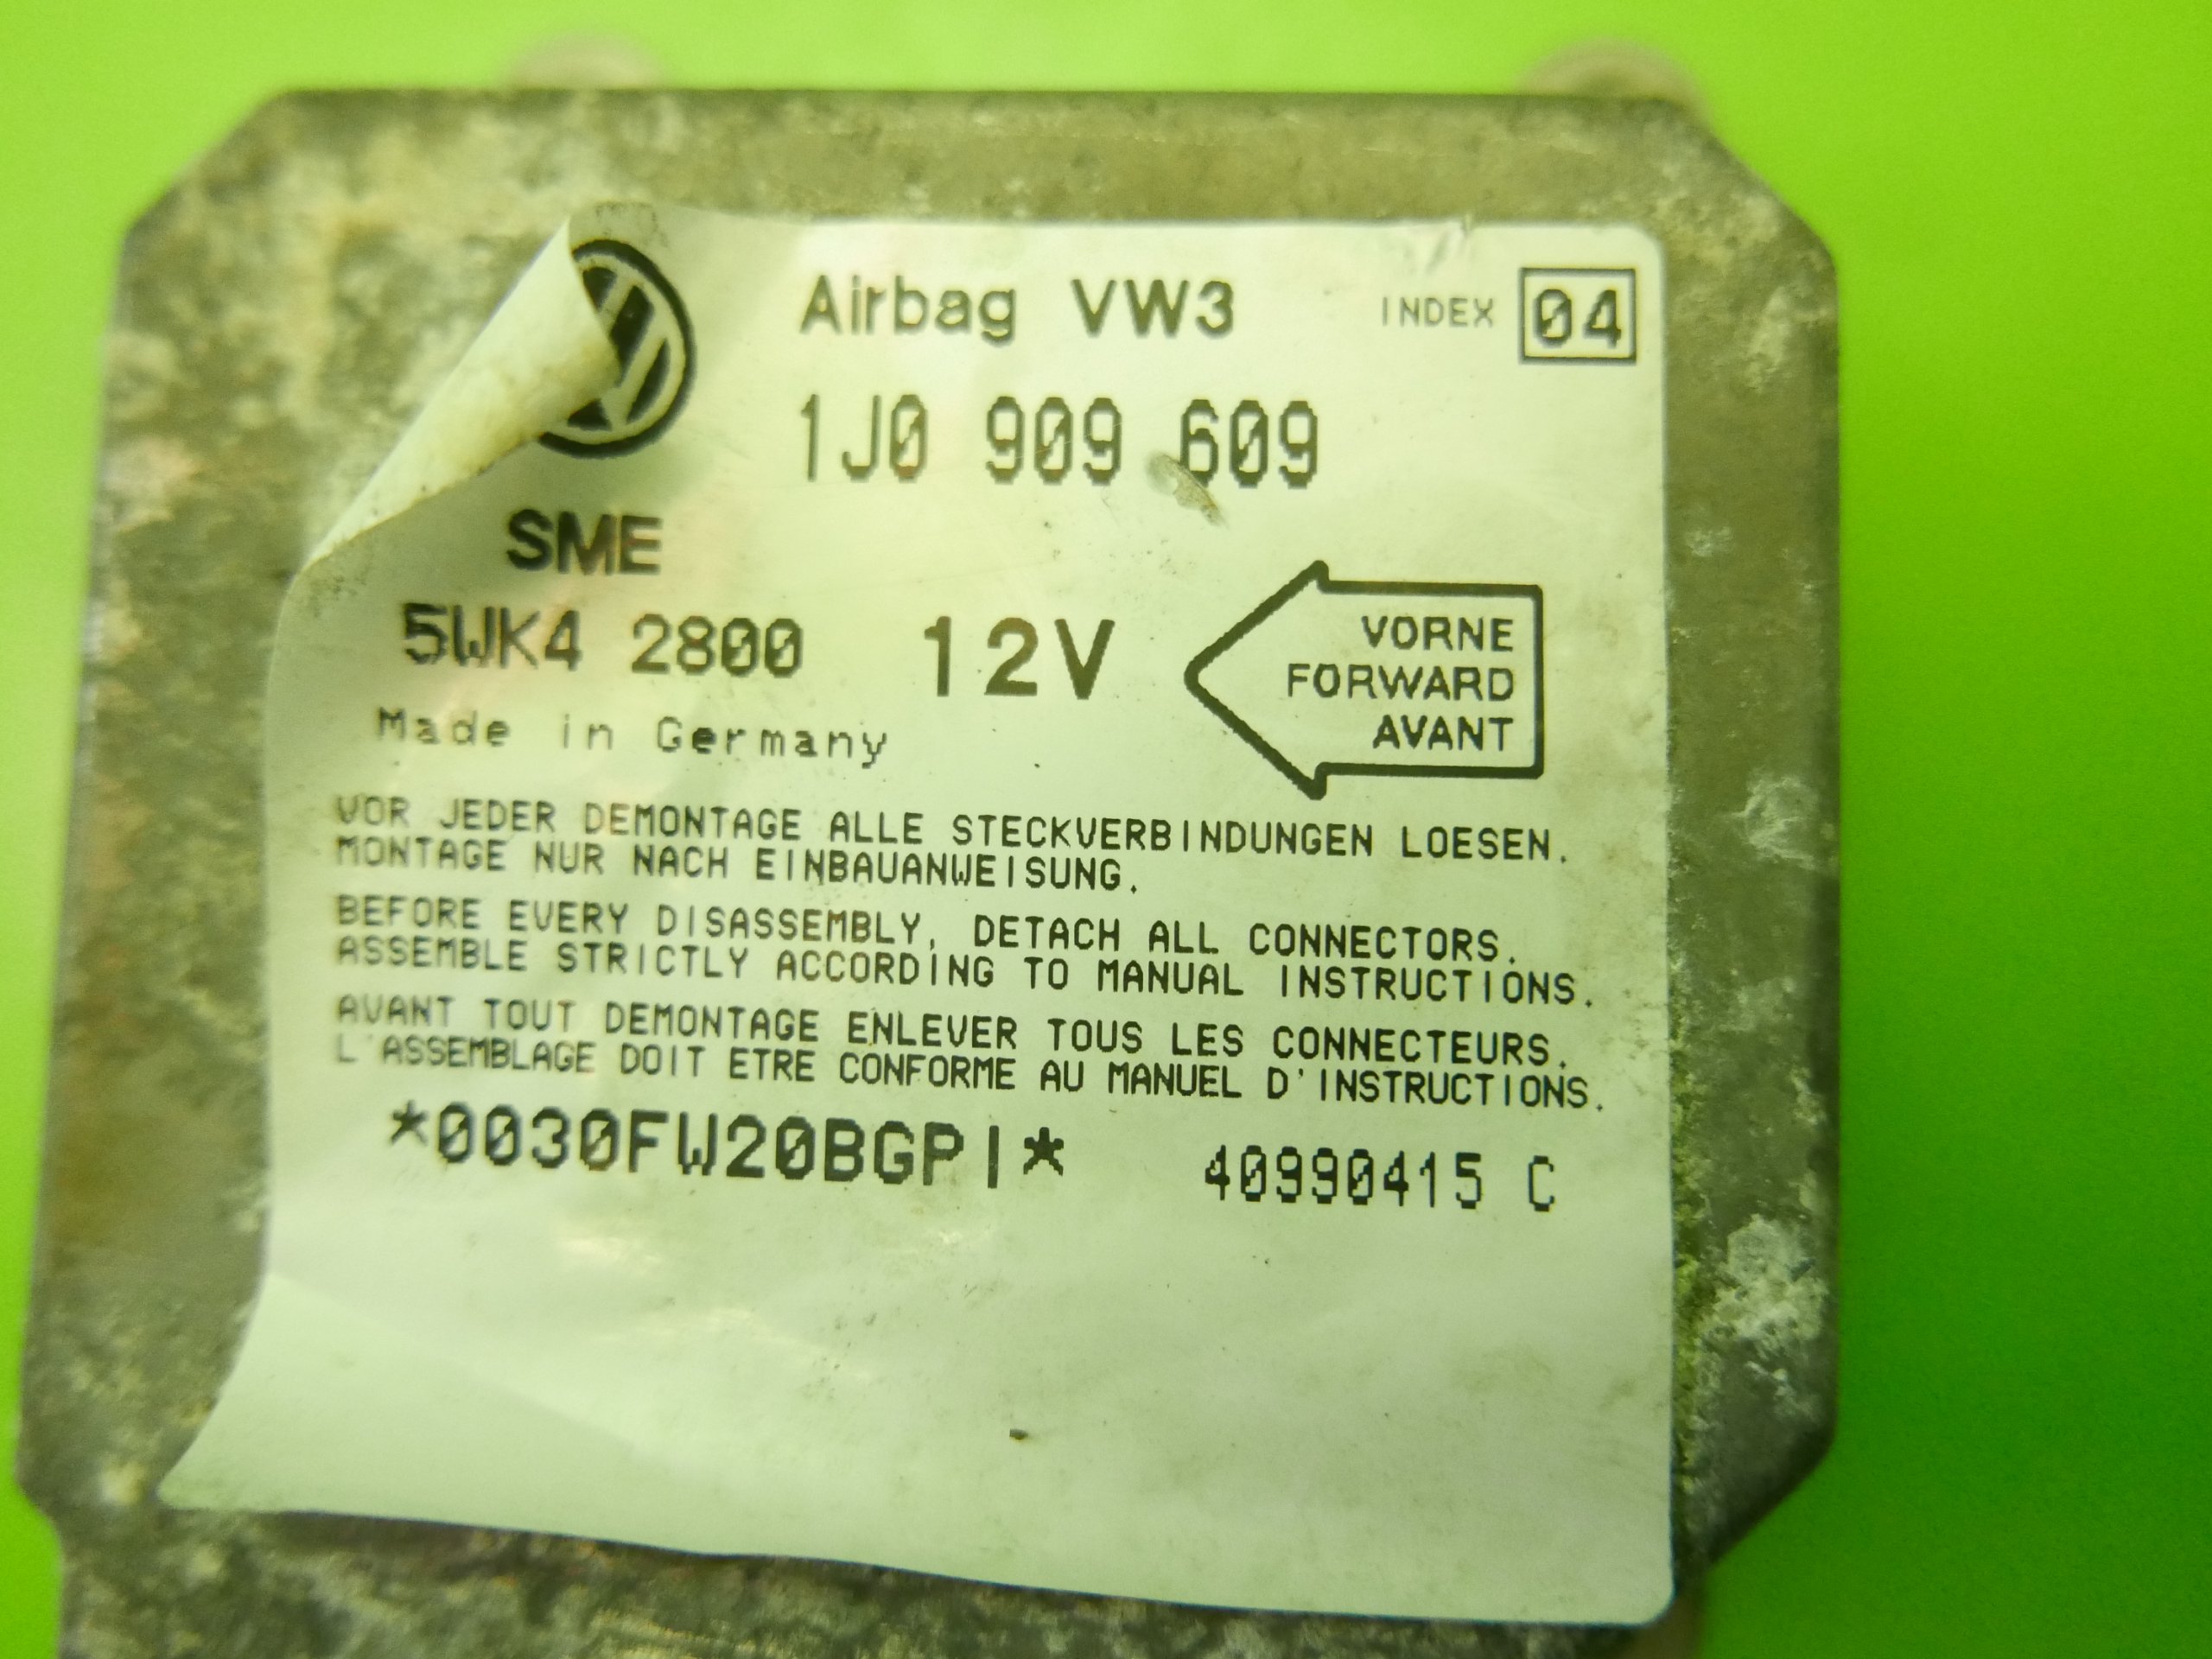 Airbag VW3 INDEX 04
1J0 909 609
SME
5WK4 2800 12V
VORNE
FORWARD
AVANT
Made in Germany
VOR JEDER DEMONTAGE ALLE STECKVERBINDUNGEN LOESEN.
MONTAGE NUR NACH EINBAUANWEISUNG.
BEFORE EVERY DISASSEMBLY, DETACH ALL CONNECTORS.
ASSEMBLE STRICTLY ACCORDING TO MANUAL INSTRUCTIONS.
AVANT TOUT DEMONTAGE ENLEVER TOUS LES CONNECTEURS.
L'ASSEMBLAGE DOIT ETRE CONFORME AU MANUEL D'INSTRUCTIONS.
*0030FW20BGPI* 40990415 C